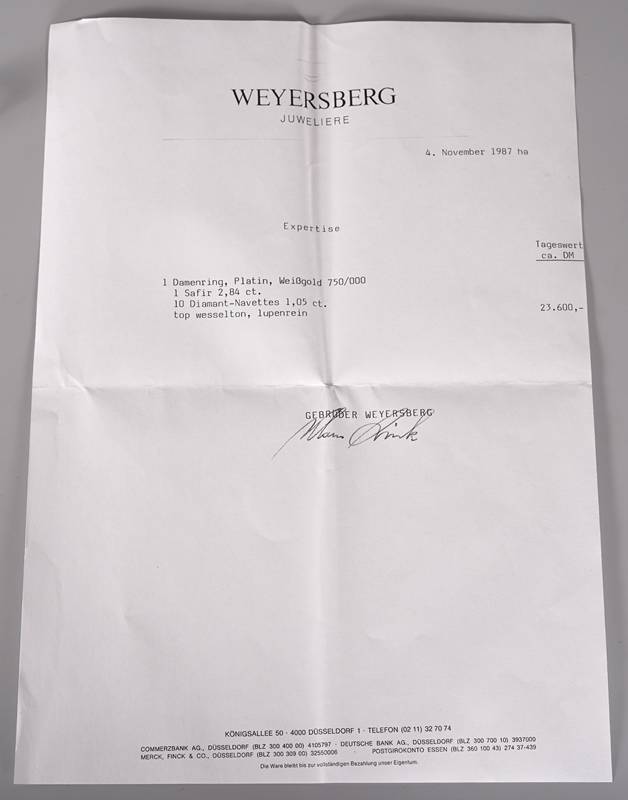 WEYERSBERG
JUWELIERE
4. November 1987 ha
Expertise
Tageswert
ca. DM
1 Damenring, Platin, Weißgold 750/000
1 Safir 2,84 ct.
10 Diamant-Navettes 1,05 ct.
23.600,-
top wesselton, lupenrein
GEBRÜDER WEYERSBERG
KÖNIGSALLEE 50 · 4000 DÜSSELDORF 1 · TELEFON (02 11) 32 70 74
COMMERZBANK AG., DÜSSELDORF (BLZ 300 400 00) 4105797 · DEUTSCHE BANK AG., DÜSSELDORF (BLZ 300 700 10) 3937009
MERCK, FINCK & CO., DÜSSELDORF (BLZ 300 309 00) 32550006 · POSTGIROKONTO ESSEN (BLZ 360 100 43) 274 37-439
Die Ware bleibt bis zur vollständigen Bezahlung unser Eigentum.